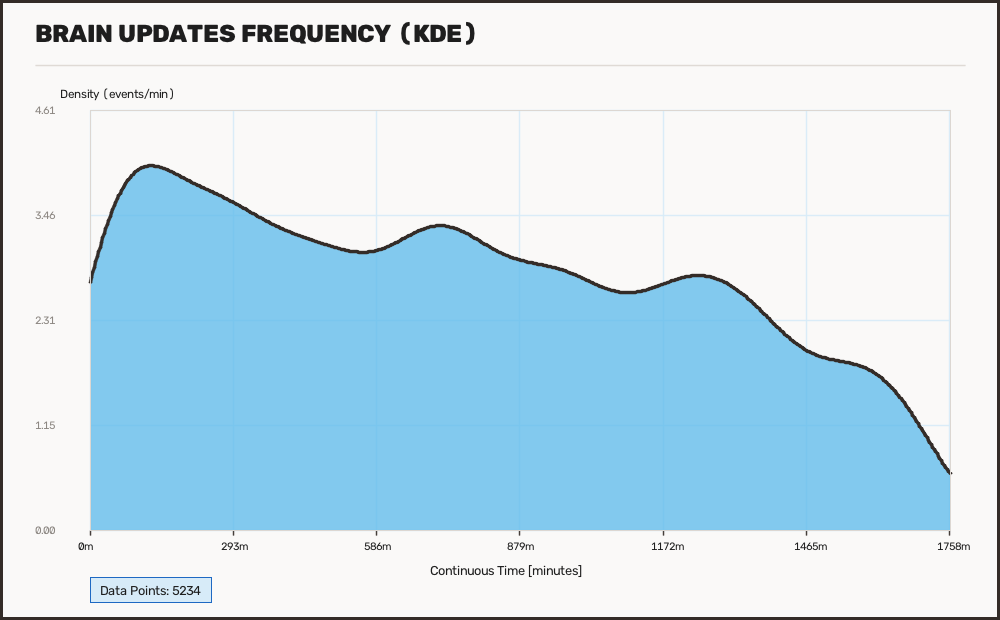 BRAIN UPDATES FREQUENCY (KDE)
Density (events/min)
4.61
3.46
2.31
1.15
0.00
0m 293m 586m 879m 1172m 1465m 1758m
Continuous Time [minutes]
Data Points: 5234